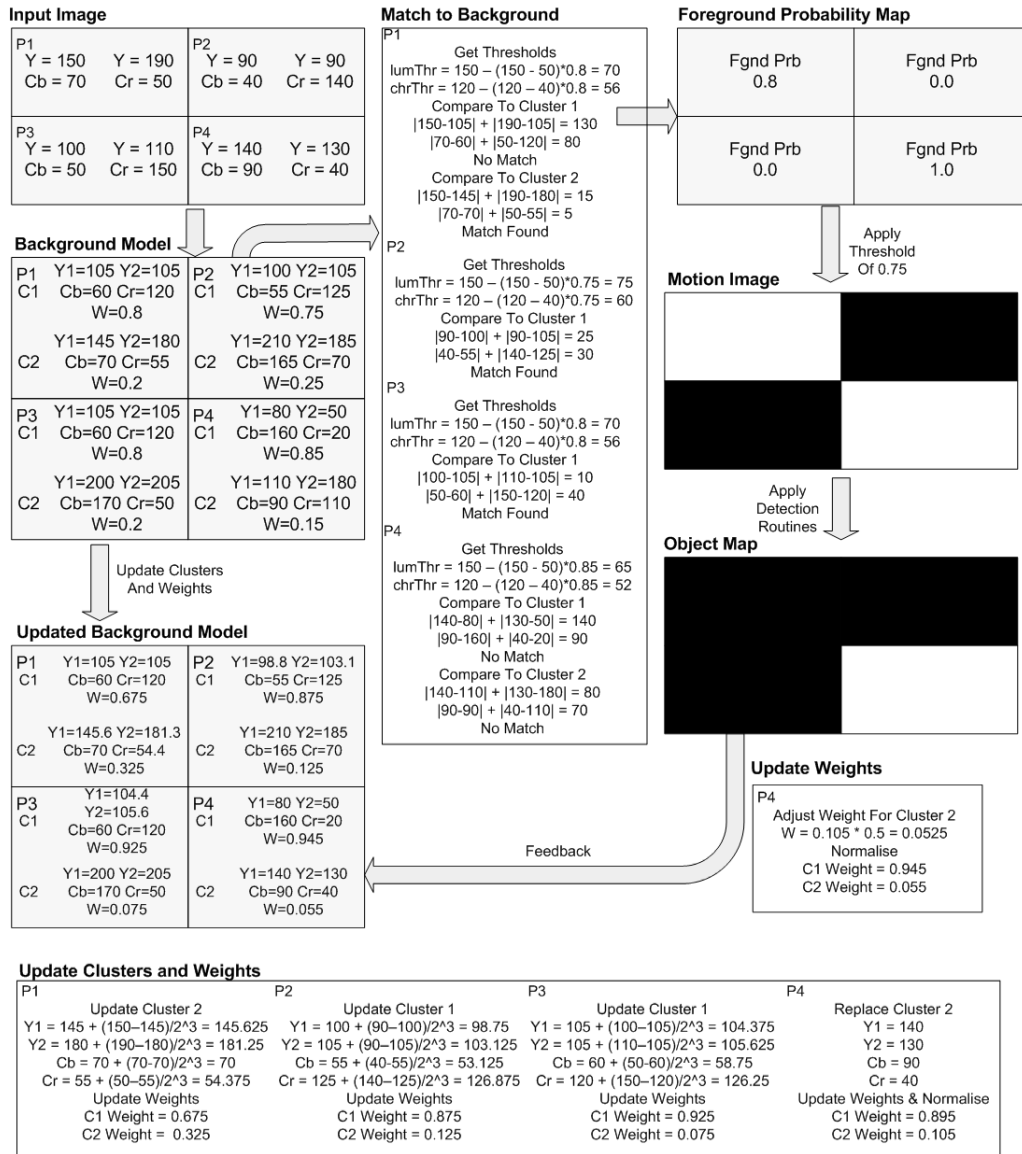 Input Image
P1
Y = 150 Y = 190
Cb = 70 Cr = 50
P2
Y = 90 Y = 90
Cb = 40 Cr = 140
P3
Y = 100 Y = 110
Cb = 50 Cr = 150
P4
Y = 140 Y = 130
Cb = 90 Cr = 40
Background Model
P1 Y1=105 Y2=105
C1 Cb=60 Cr=120
W=0.8
Y1=145 Y2=180
C2 Cb=70 Cr=55
W=0.2
P2 Y1=100 Y2=105
C1 Cb=55 Cr=125
W=0.75
Y1=210 Y2=185
C2 Cb=165 Cr=70
W=0.25
P3 Y1=105 Y2=105
C1 Cb=60 Cr=120
W=0.8
Y1=200 Y2=205
C2 Cb=170 Cr=50
W=0.2
P4 Y1=80 Y2=50
C1 Cb=160 Cr=20
W=0.85
Y1=110 Y2=180
C2 Cb=90 Cr=110
W=0.15
Update Clusters
And Weights
Updated Background Model
P1 Y1=105 Y2=105
C1 Cb=60 Cr=120
W=0.675
Y1=145.6 Y2=181.3
C2 Cb=70 Cr=54.4
W=0.325
P2 Y1=98.8 Y2=103.1
C1 Cb=55 Cr=125
W=0.875
Y1=210 Y2=185
C2 Cb=165 Cr=70
W=0.125
P3 Y1=104.4
C1 Y2=105.6
Cb=60 Cr=120
W=0.925
Y1=200 Y2=205
C2 Cb=170 Cr=50
W=0.075
P4 Y1=80 Y2=50
C1 Cb=160 Cr=20
W=0.945
Y1=140 Y2=130
C2 Cb=90 Cr=40
W=0.055
Match to Background
P1
Get Thresholds
lumThr = 150 – (150 - 50)*0.8 = 70
chrThr = 120 – (120 – 40)*0.8 = 56
Compare To Cluster 1
|150-105| + |190-105| = 130
|70-60| + |50-120| = 80
No Match
Compare To Cluster 2
|150-145| + |190-180| = 15
|70-70| + |50-55| = 5
Match Found
P2
Get Thresholds
lumThr = 150 – (150 - 50)*0.75 = 75
chrThr = 120 – (120 – 40)*0.75 = 60
Compare To Cluster 1
|90-100| + |90-105| = 25
|40-55| + |140-125| = 30
Match Found
P3
Get Thresholds
lumThr = 150 – (150 - 50)*0.8 = 70
chrThr = 120 – (120 – 40)*0.8 = 56
Compare To Cluster 1
|100-105| + |110-105| = 10
|50-60| + |150-120| = 40
Match Found
P4
Get Thresholds
lumThr = 150 – (150 - 50)*0.85 = 65
chrThr = 120 – (120 – 40)*0.85 = 52
Compare To Cluster 1
|140-80| + |130-50| = 140
|90-160| + |40-20| = 90
No Match
Compare To Cluster 2
|140-110| + |130-180| = 80
|90-90| + |40-110| = 70
No Match
Foreground Probability Map
Fgnd Prb
0.8
Fgnd Prb
0.0
Fgnd Prb
0.0
Fgnd Prb
1.0
Apply
Threshold
Of 0.75
Motion Image
Apply
Detection
Routines
Object Map
Update Weights
P4
Adjust Weight For Cluster 2
W = 0.105 * 0.5 = 0.0525
Normalise
C1 Weight = 0.945
C2 Weight = 0.055
Feedback
Update Clusters and Weights
P1
Update Cluster 2
Y1 = 145 + (150–145)/2^3 = 145.625
Y2 = 180 + (190–180)/2^3 = 181.25
Cb = 70 + (70-70)/2^3 = 70
Cr = 55 + (50–55)/2^3 = 54.375
Update Weights
C1 Weight = 0.675
C2 Weight = 0.325
P2
Update Cluster 1
Y1 = 100 + (90–100)/2^3 = 98.75
Y2 = 105 + (90–105)/2^3 = 103.125
Cb = 55 + (40-55)/2^3 = 53.125
Cr = 125 + (140–125)/2^3 = 126.875
Update Weights
C1 Weight = 0.875
C2 Weight = 0.125
P3
Update Cluster 1
Y1 = 105 + (100–105)/2^3 = 104.375
Y2 = 105 + (110–105)/2^3 = 105.625
Cb = 60 + (50-60)/2^3 = 58.75
Cr = 120 + (150–120)/2^3 = 126.25
Update Weights
C1 Weight = 0.925
C2 Weight = 0.075
P4
Replace Cluster 2
Y1 = 140
Y2 = 130
Cb = 90
Cr = 40
Update Weights & Normalise
C1 Weight = 0.895
C2 Weight = 0.105